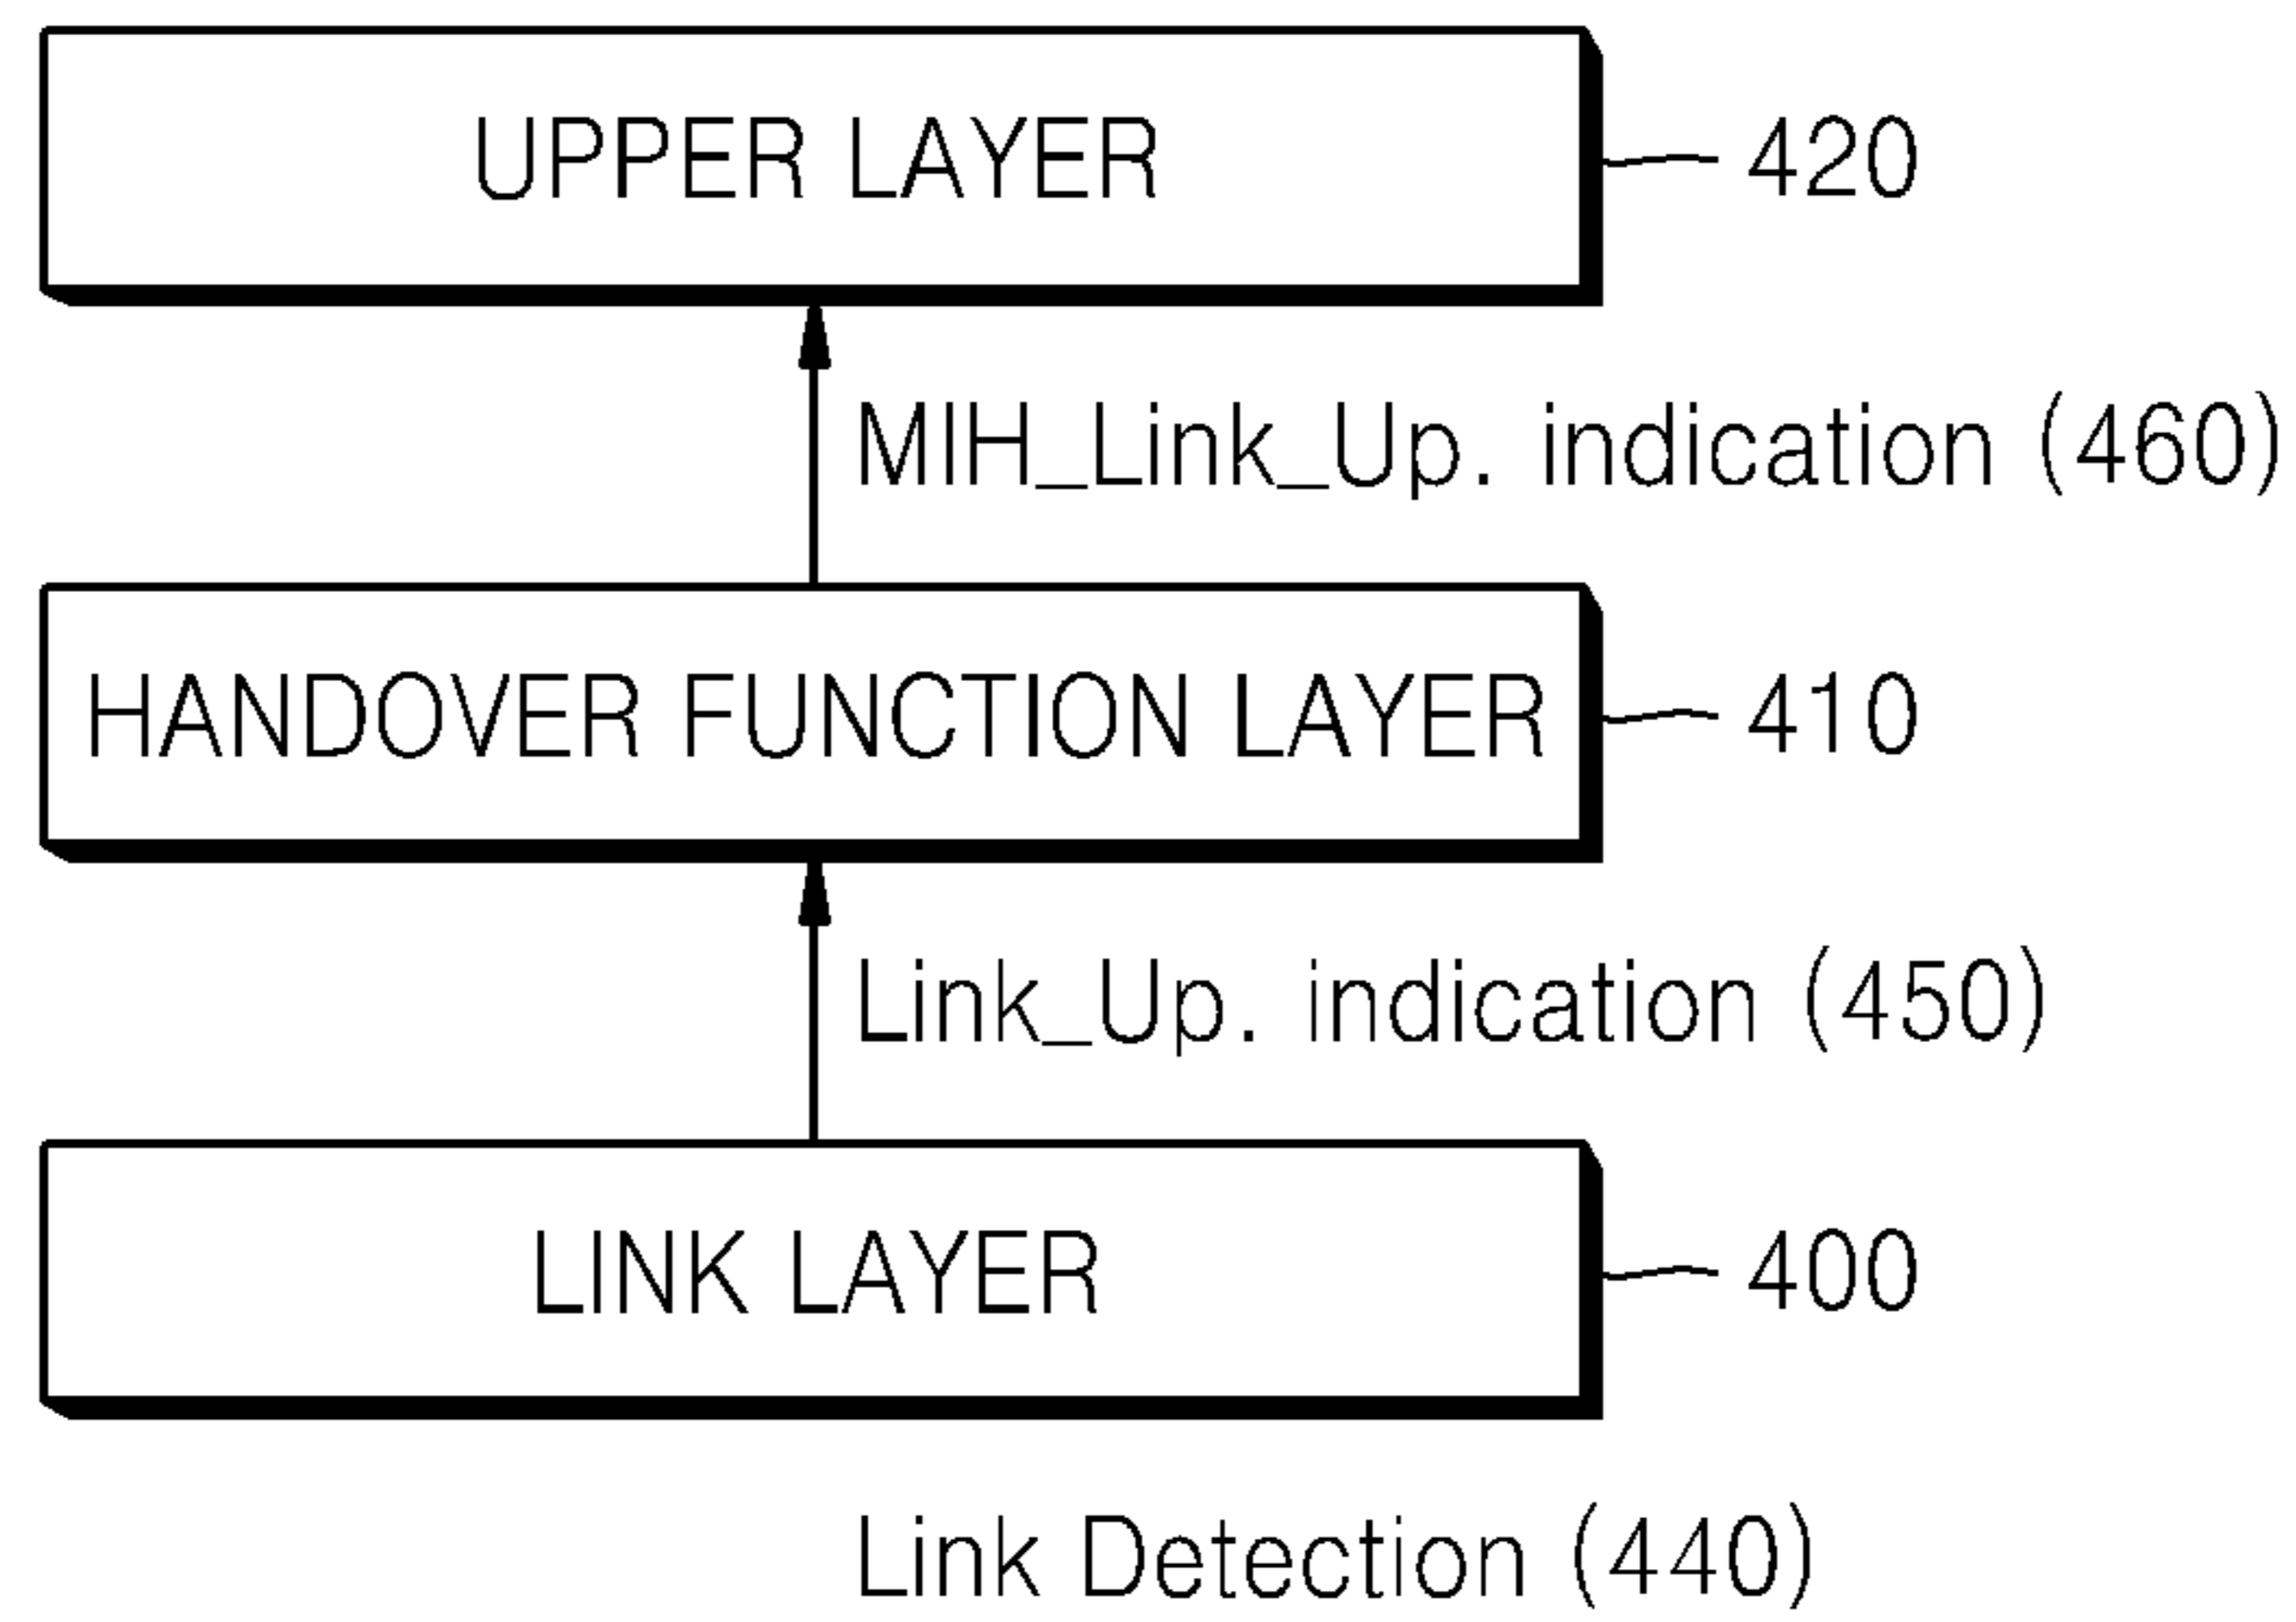 UPPER LAYER
420
MIH_Link_Up. indication (460)
HANDOVER FUNCTION LAYER
410
Link_Up. indication (450)
LINK LAYER
400
Link Detection (440)